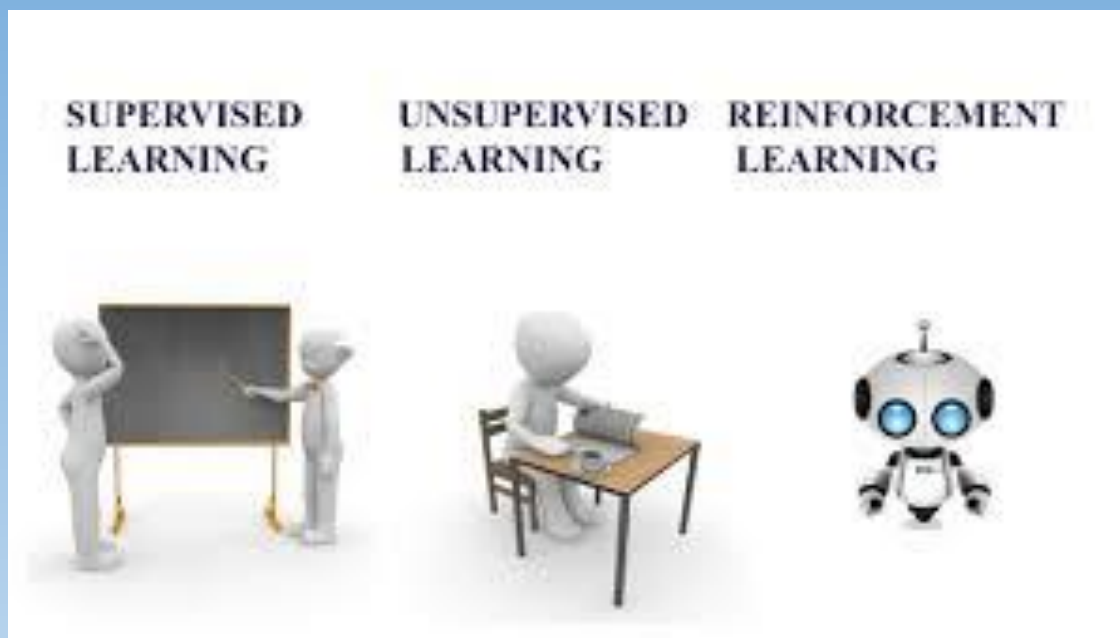 SUPERVISED
LEARNING
UNSUPERVISED
LEARNING
REINFORCEMENT
LEARNING